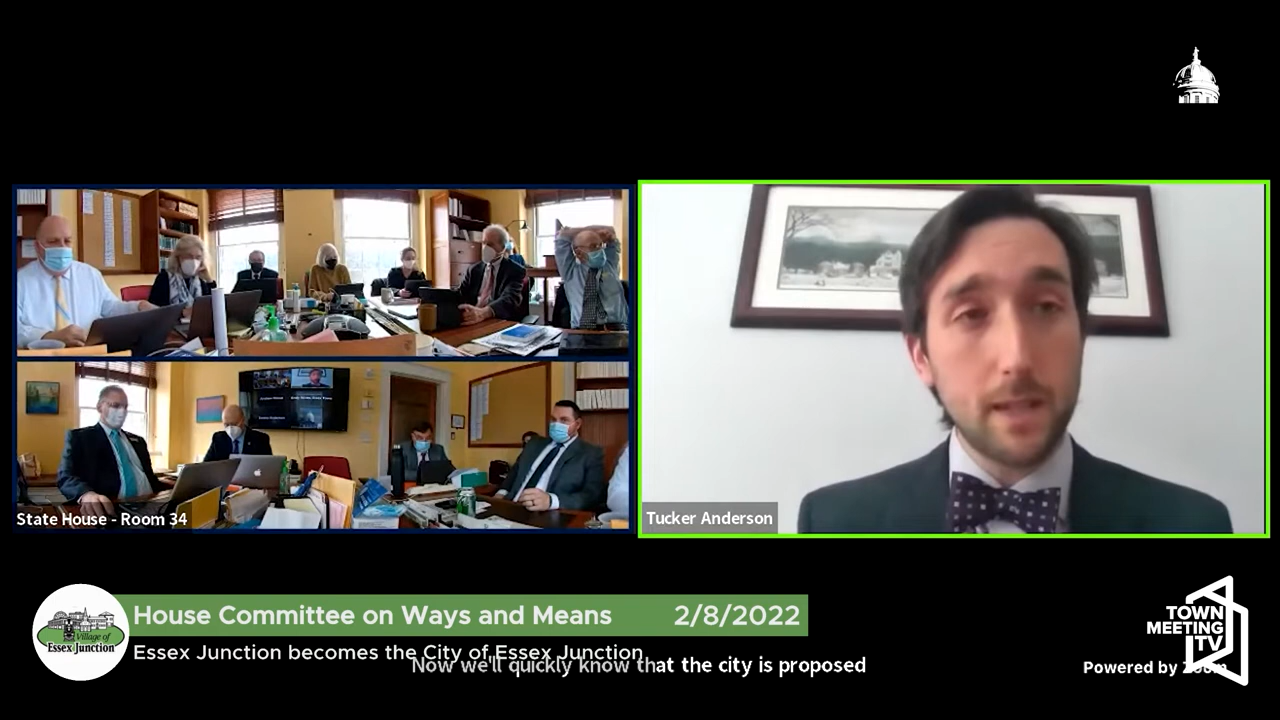 State House - Room 34
Tucker Anderson
Village of
Essex Junction
House Committee on Ways and Means 2/8/2022
Essex Junction becomes the City of Essex Junction
Now we'll quickly know that the city is proposed
TOWN
MEETING
TV
Powered by Zoom